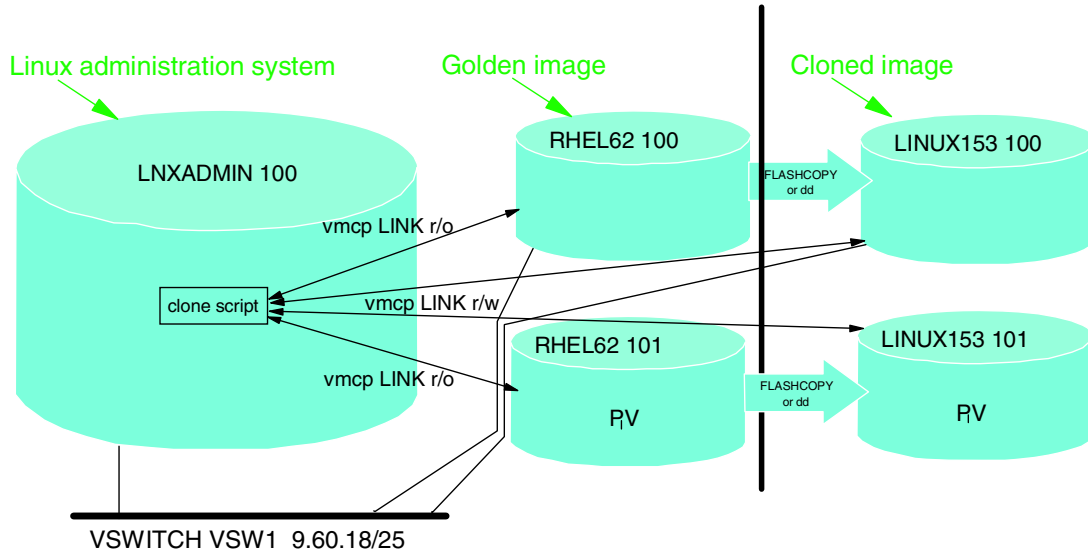 Linux administration system
Golden image
Cloned image
LNXADMIN 100
RHEL62 100
FLASHCOPY
or dd
LINUX153 100
vmcp LINK r/o
clone script
vmcp LINK r/w
vmcp LINK r/o
RHEL62 101
PV
FLASHCOPY
or dd
LINUX153 101
PV
VSWITCH VSW1 9.60.18/25